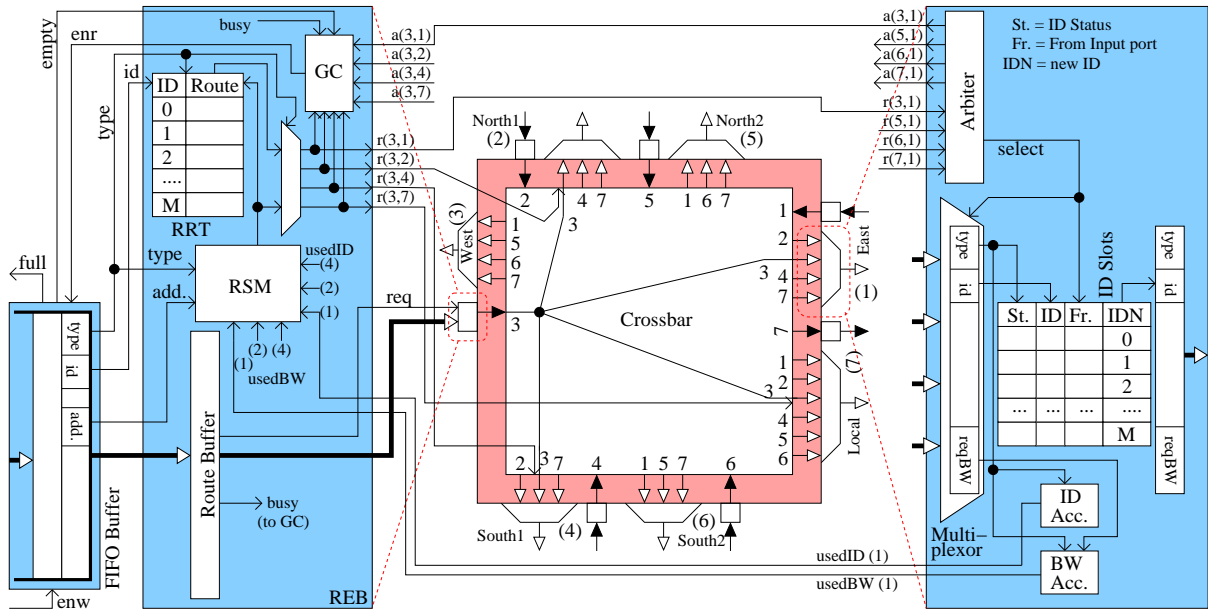 empty
enr
id
type
busy
GC
a(3,1)
a(3,2)
a(3,4)
a(3,7)
ID Route
0
1
2
....
M
RRT
r(3,1)
r(3,2)
r(3,4)
r(3,7)
full
type
add.
RSM
usedID
(4)
(2)
(1)
(1) (2) (4)
usedBW
req
type
id
add.
FIFO Buffer
enw
Route Buffer
busy
(to GC)
REB
North1
(2)
North2
(5)
2 4 7 5 1 6 7
3
West
(3)
1
5
6
7
3
Crossbar
1
2
3
4
7
East
(1)
7
(7)
1
2
3
4
5
6
Local
2 3 7 4 1 5 7 6
South1
(4)
(6)
South2
a(3,1)
a(5,1)
a(6,1)
a(7,1)
r(3,1)
r(5,1)
r(6,1)
r(7,1)
Arbiter
St. = ID Status
Fr. = From Input port
IDN = new ID
select
type
id
reqBW
Multi–
plexor
ID Slots
St. ID Fr. IDN
0
1
2
... ... ... ....
M
type
id
reqBW
ID
Acc.
BW
Acc.
usedID (1)
usedBW (1)